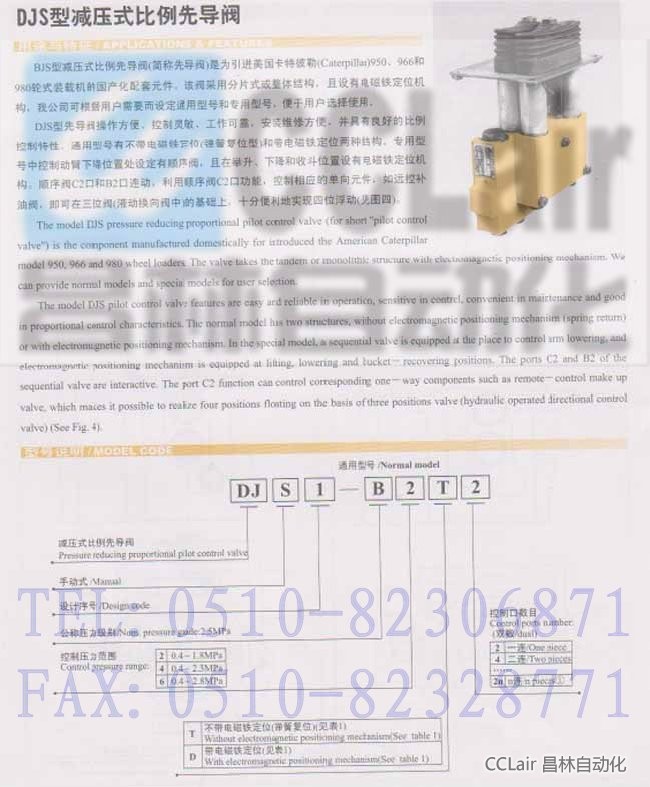 DJS型减压式比例先导阀
用途与特征/APPLICATIONS & FEATURES
BJS型减压式比例先导阀(简称先导阀)是为引进美国卡特彼勒(Caterpillar)950、966和
980轮式装载机的国产化配套元件。该阀采用分片式或整体结构，且设有电磁铁定位机
构，我公司可根据用户需要而设定通用型号和专用型号，便于用户选择使用。
DJS型先导阀操作方便，控制灵敏、工作可靠，安装维修方便，并具有良好的比例
控制特性。通用型号有不带电磁铁定位(弹簧复位型)和带电磁铁定位两种结构。专用型
号中控制动臂下降位置处设定有顺序阀，且在举升、下降和收斗位置设有电磁铁定位机
构。顺序阀C2口和B2口连动，利用顺序阀C2口功能，控制相应的单向元件，如远控补
油阀，即可在三位阀(液动换向阀中)的基础上，十分便利地实现四位浮动(见图四)。
The model DJS pressure reducing proportional pilot control valve (for short "pilot control
valve") is the component manufactured domestically for introduced the American Caterpillar
model 950, 966 and 980 wheel loaders. The valve takes the tandem or monolithic structure with electromagnetic positioning mechanism. We
can provide normal models and special models for user selection.
The model DJS pilot control valve features are easy and reliable in operation, sensitive in control, convenient in maintenance and good
in proportional control characteristics. The normal model has two structures, without electromagnetic positioning mechanism (spring return)
or with electromagnetic positioning mechanism. In the special model, a sequential valve is equipped at the place to control arm lowering, and
electromagnetic positioning mechanism is equipped at lifting, lowering and bucket-recovering positions. The ports C2 and B2 of the
sequential valve are interactive. The port C2 function can control corresponding one-way components such as remote-control make up
valve, which maces it possible to realize four positions flonting on the basis of three positions valve (hydraulic operated directional control
valve) (See Fig. 4).
型号说明/MODEL CODE
通用型号/Normal model
DJ S 1 — B 2 T 2
减压式比例先导阀
Pressure reducing proportional pilot control valve
手动式/Manual
设计序号/Design code
公称压力级别/Nom. pressure guide:2.5MPa
控制压力范围
Control pressure range:
2 0.4~1.8MPa
4 0.4~2.3MPa
6 0.4~2.8MPa
控制口数目
Control ports number:
(双数/dual)
2 一连/One piece
4 二连/Two pieces
......
2n n连/n pieces
T 不带电磁铁定位(弹簧复位)(见表1)
Without electromagnetic positioning mechanism(See table 1)
D 带电磁铁定位(见表1)
With electromagnetic positioning mechanism(See table 1)
TEL:0510-82306871
FAX:0510-82328771
CCLair 昌林自动化